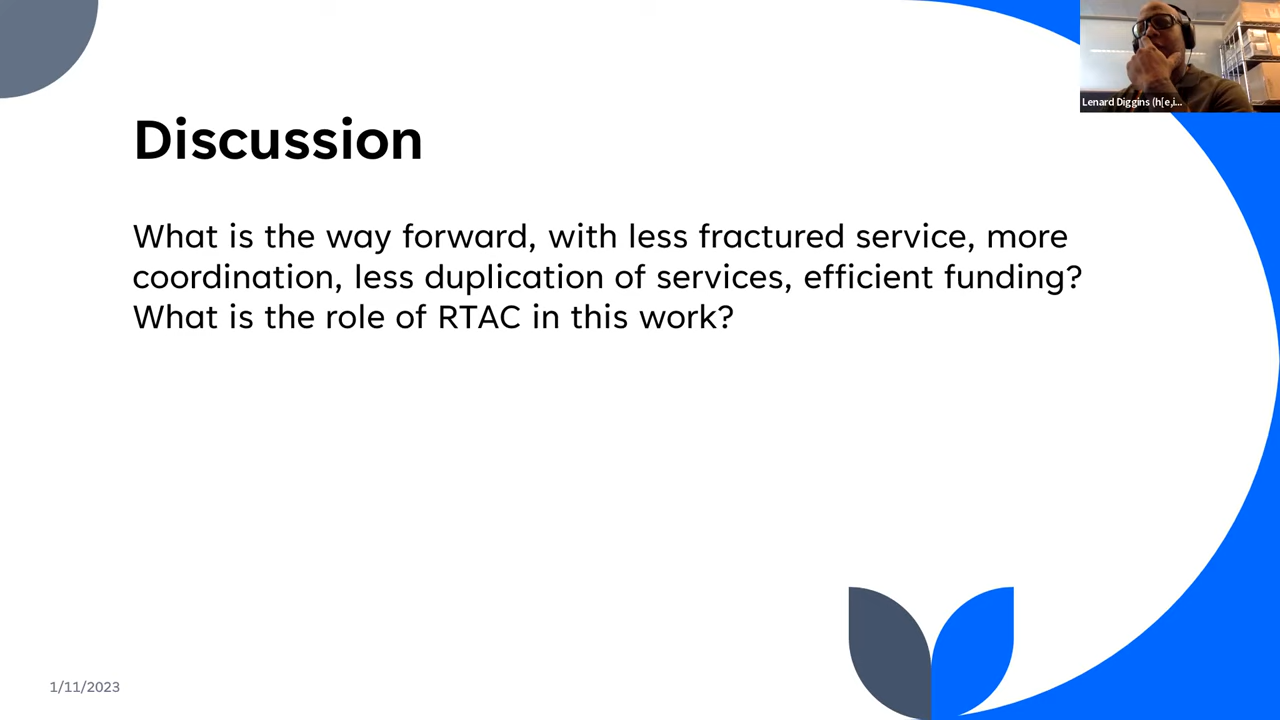 Lenard Diggins (h[e,i...
Discussion
What is the way forward, with less fractured service, more
coordination, less duplication of services, efficient funding?
What is the role of RTAC in this work?
1/11/2023